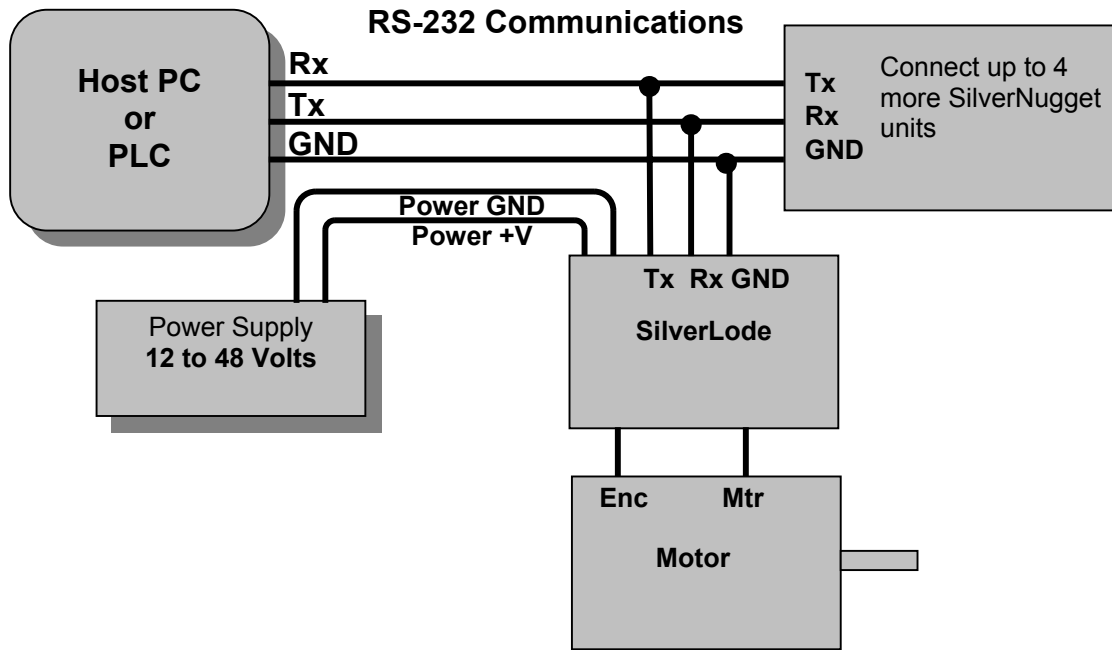 RS-232 Communications
Host PC
or
PLC
Rx
Tx
GND
Tx
Rx
GND
Connect up to 4
more SilverNugget
units
Power GND
Power +V
Power Supply
12 to 48 Volts
Tx Rx GND
SilverLode
Enc Mtr
Motor